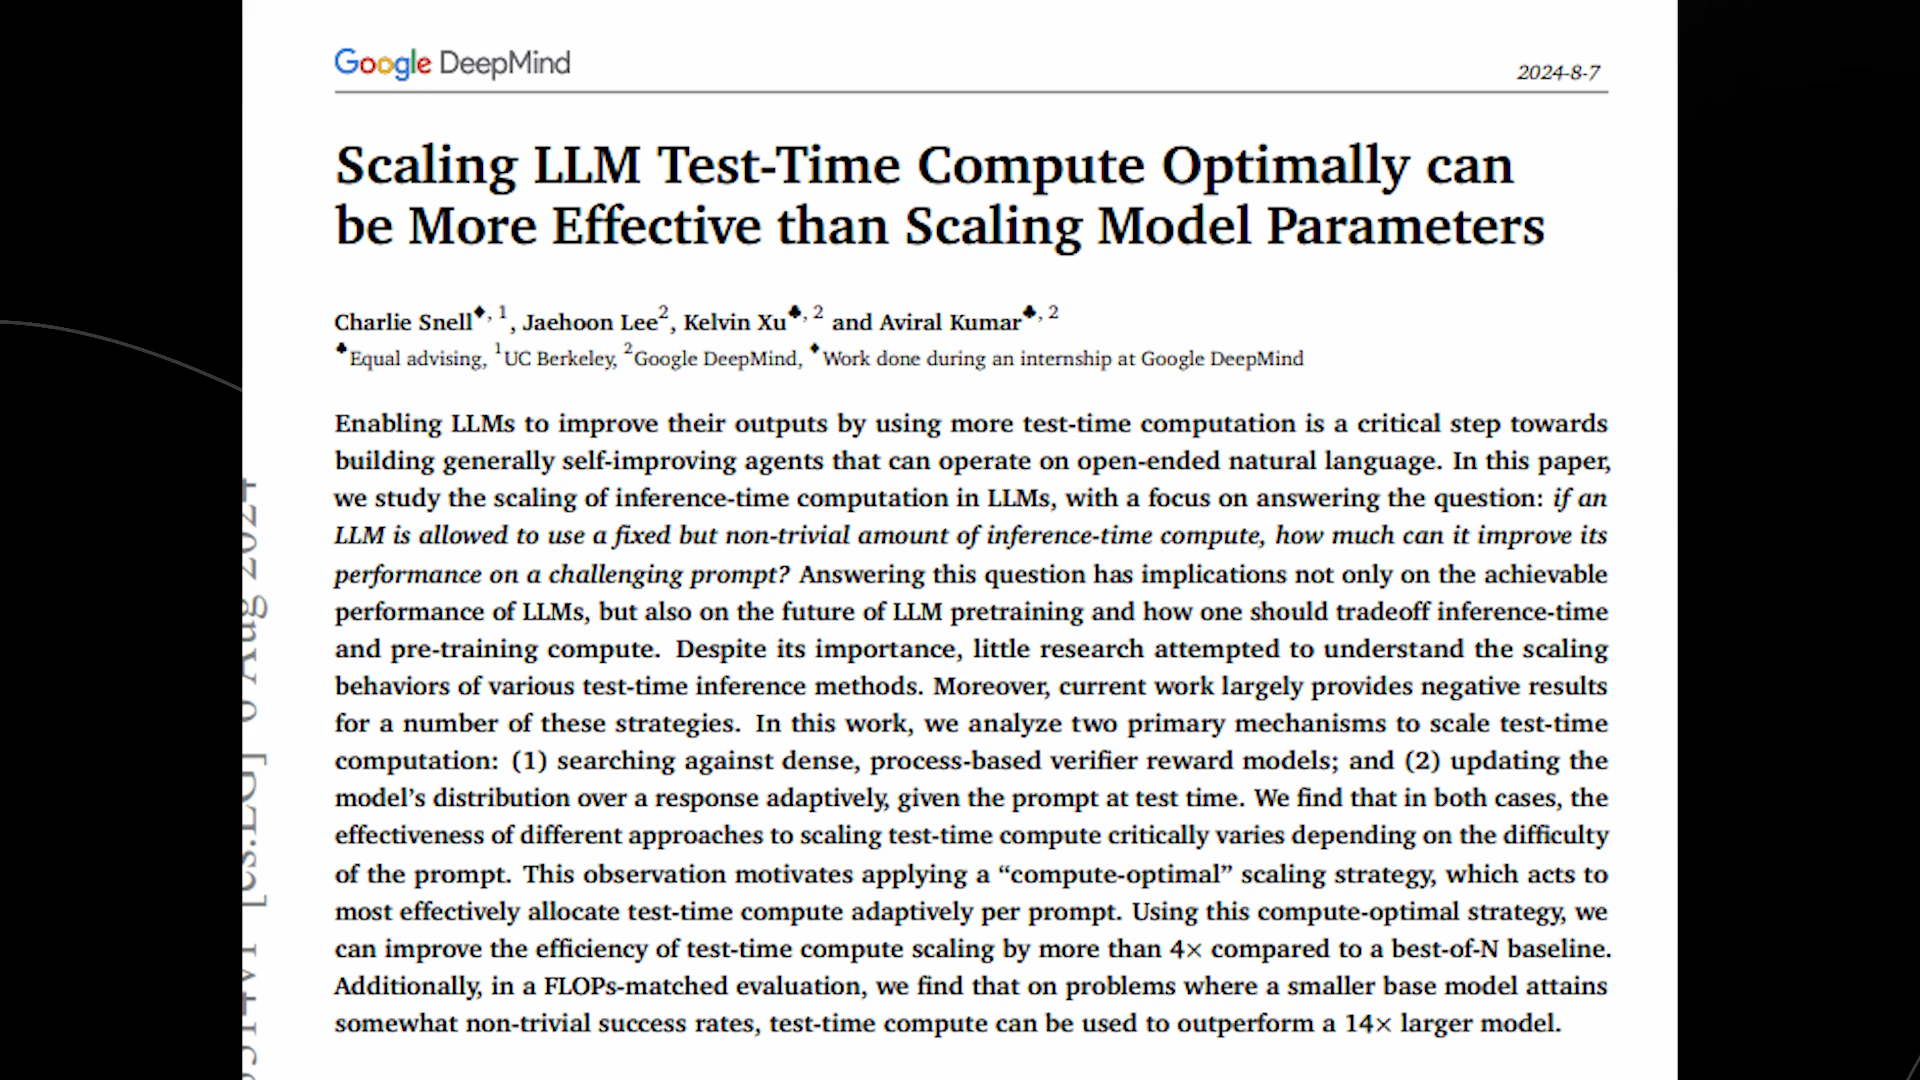 Google DeepMind
2024-8-7
Scaling LLM Test-Time Compute Optimally can
be More Effective than Scaling Model Parameters
Charlie Snell♦, 1, Jaehoon Lee2, Kelvin Xu♣, 2 and Aviral Kumar♣, 2
♣Equal advising, 1UC Berkeley, 2Google DeepMind, ♦Work done during an internship at Google DeepMind
Enabling LLMs to improve their outputs by using more test-time computation is a critical step towards
building generally self-improving agents that can operate on open-ended natural language. In this paper,
we study the scaling of inference-time computation in LLMs, with a focus on answering the question: if an
LLM is allowed to use a fixed but non-trivial amount of inference-time compute, how much can it improve its
performance on a challenging prompt? Answering this question has implications not only on the achievable
performance of LLMs, but also on the future of LLM pretraining and how one should tradeoff inference-time
and pre-training compute. Despite its importance, little research attempted to understand the scaling
behaviors of various test-time inference methods. Moreover, current work largely provides negative results
for a number of these strategies. In this work, we analyze two primary mechanisms to scale test-time
computation: (1) searching against dense, process-based verifier reward models; and (2) updating the
model's distribution over a response adaptively, given the prompt at test time. We find that in both cases, the
effectiveness of different approaches to scaling test-time compute critically varies depending on the difficulty
of the prompt. This observation motivates applying a “compute-optimal” scaling strategy, which acts to
most effectively allocate test-time compute adaptively per prompt. Using this compute-optimal strategy, we
can improve the efficiency of test-time compute scaling by more than 4× compared to a best-of-N baseline.
Additionally, in a FLOPs-matched evaluation, we find that on problems where a smaller base model attains
somewhat non-trivial success rates, test-time compute can be used to outperform a 14× larger model.
[cs.LG] 6 Aug 2024